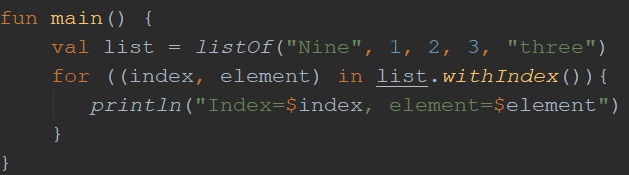 fun main() {
    val list = listOf("Nine", 1, 2, 3, "three")
    for ((index, element) in list.withIndex()){
       println("Index=$index, element=$element")
    }
}